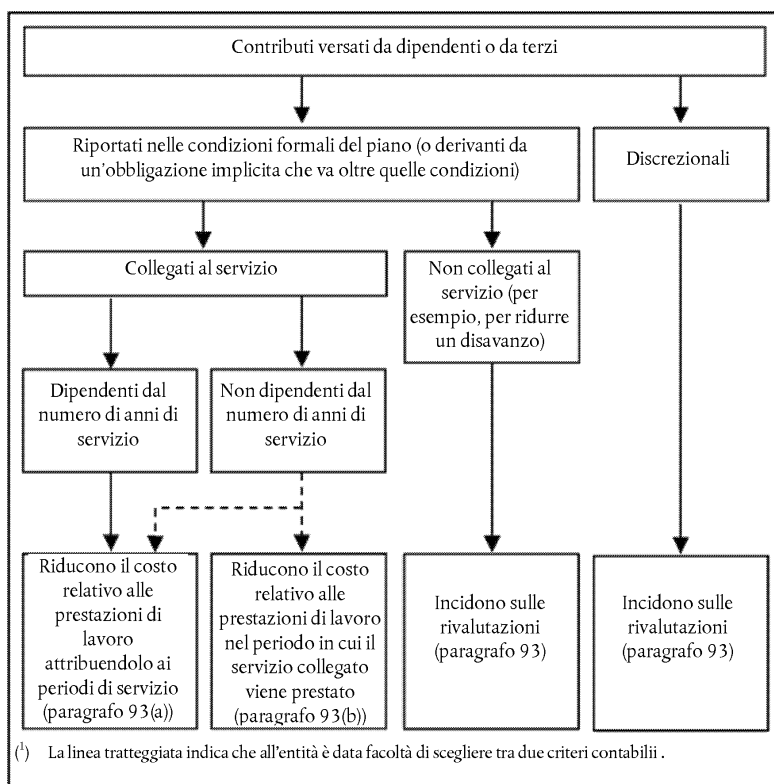 Contributi versati da dipendenti o da terzi
Riportati nelle condizioni formali del piano (o derivanti da
un'obbligazione implicita che va oltre quelle condizioni)
Discrezionali
Collegati al servizio
Non collegati al
servizio (per
esempio, per ridurre
un disavanzo)
Dipendenti dal
numero di anni di
servizio
Non dipendenti dal
numero di anni di
servizio
Riducono il costo
relativo alle
prestazioni di
lavoro
attribuendolo ai
periodi di servizio
(paragrafo 93(a))
Riducono il costo
relativo alle
prestazioni di lavoro
nel periodo in cui il
servizio collegato
viene prestato
(paragrafo 93(b))
Incidono sulle
rivalutazioni
(paragrafo 93)
Incidono sulle
rivalutazioni
(paragrafo 93)
(1) La linea tratteggiata indica che all'entità è data facoltà di scegliere tra due criteri contabilii .